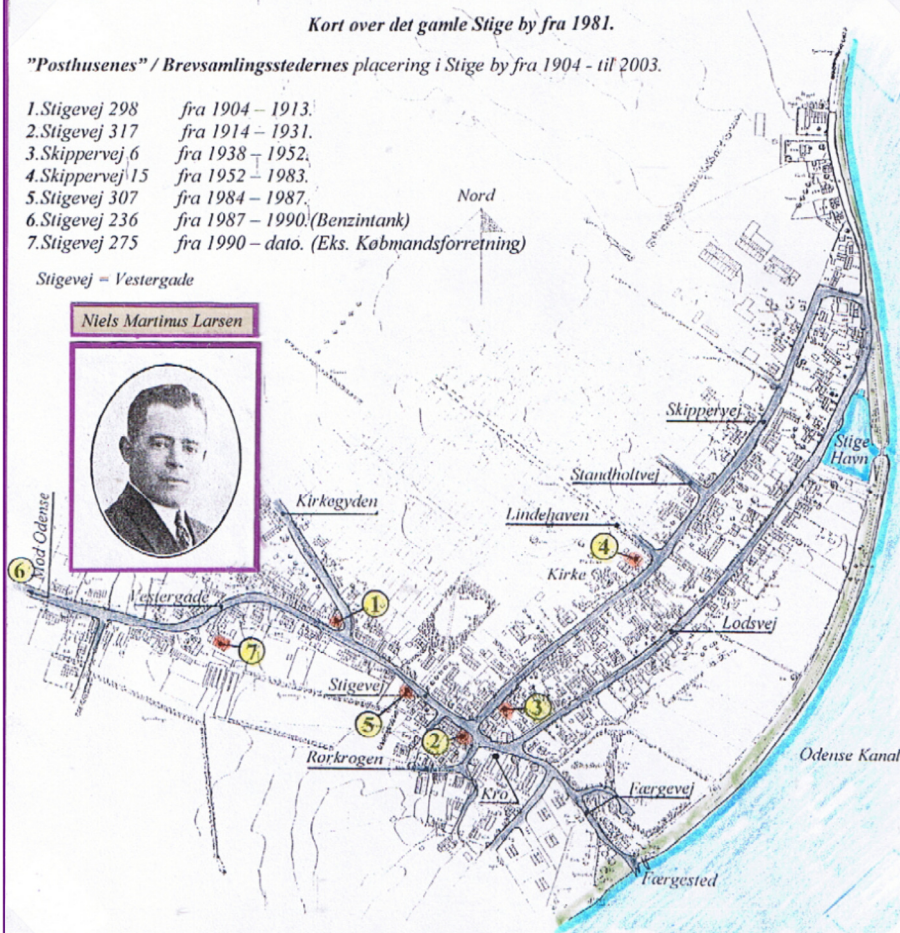 Kort over det gamle Stige by fra 1981.
"Posthusenes" / Brevsamlingsstedernes placering i Stige by fra 1904 - til 2003.
1.Stigevej 298 fra 1904 – 1913.
2.Stigevej 317 fra 1914 – 1931.
3.Skippervej 6 fra 1938 – 1952.
4.Skippervej 15 fra 1952 – 1983.
5.Stigevej 307 fra 1984 – 1987.
6.Stigevej 236 fra 1987 – 1990.(Benzintank)
7.Stigevej 275 fra 1990 – dato. (Eks. Købmandsforretning)
Stigevej = Vestergade
Nord
Niels Martinus Larsen
Skippervej
Stige
Havn
Standholtvej
Kirkegyden
Lindehaven
Mod Odense
6
4
Kirke
Vestergade
1
Lodsvej
7
Stigevej
5
3
2
Rorkrogen
Odense Kanal
Kro
Færgevej
Færgested